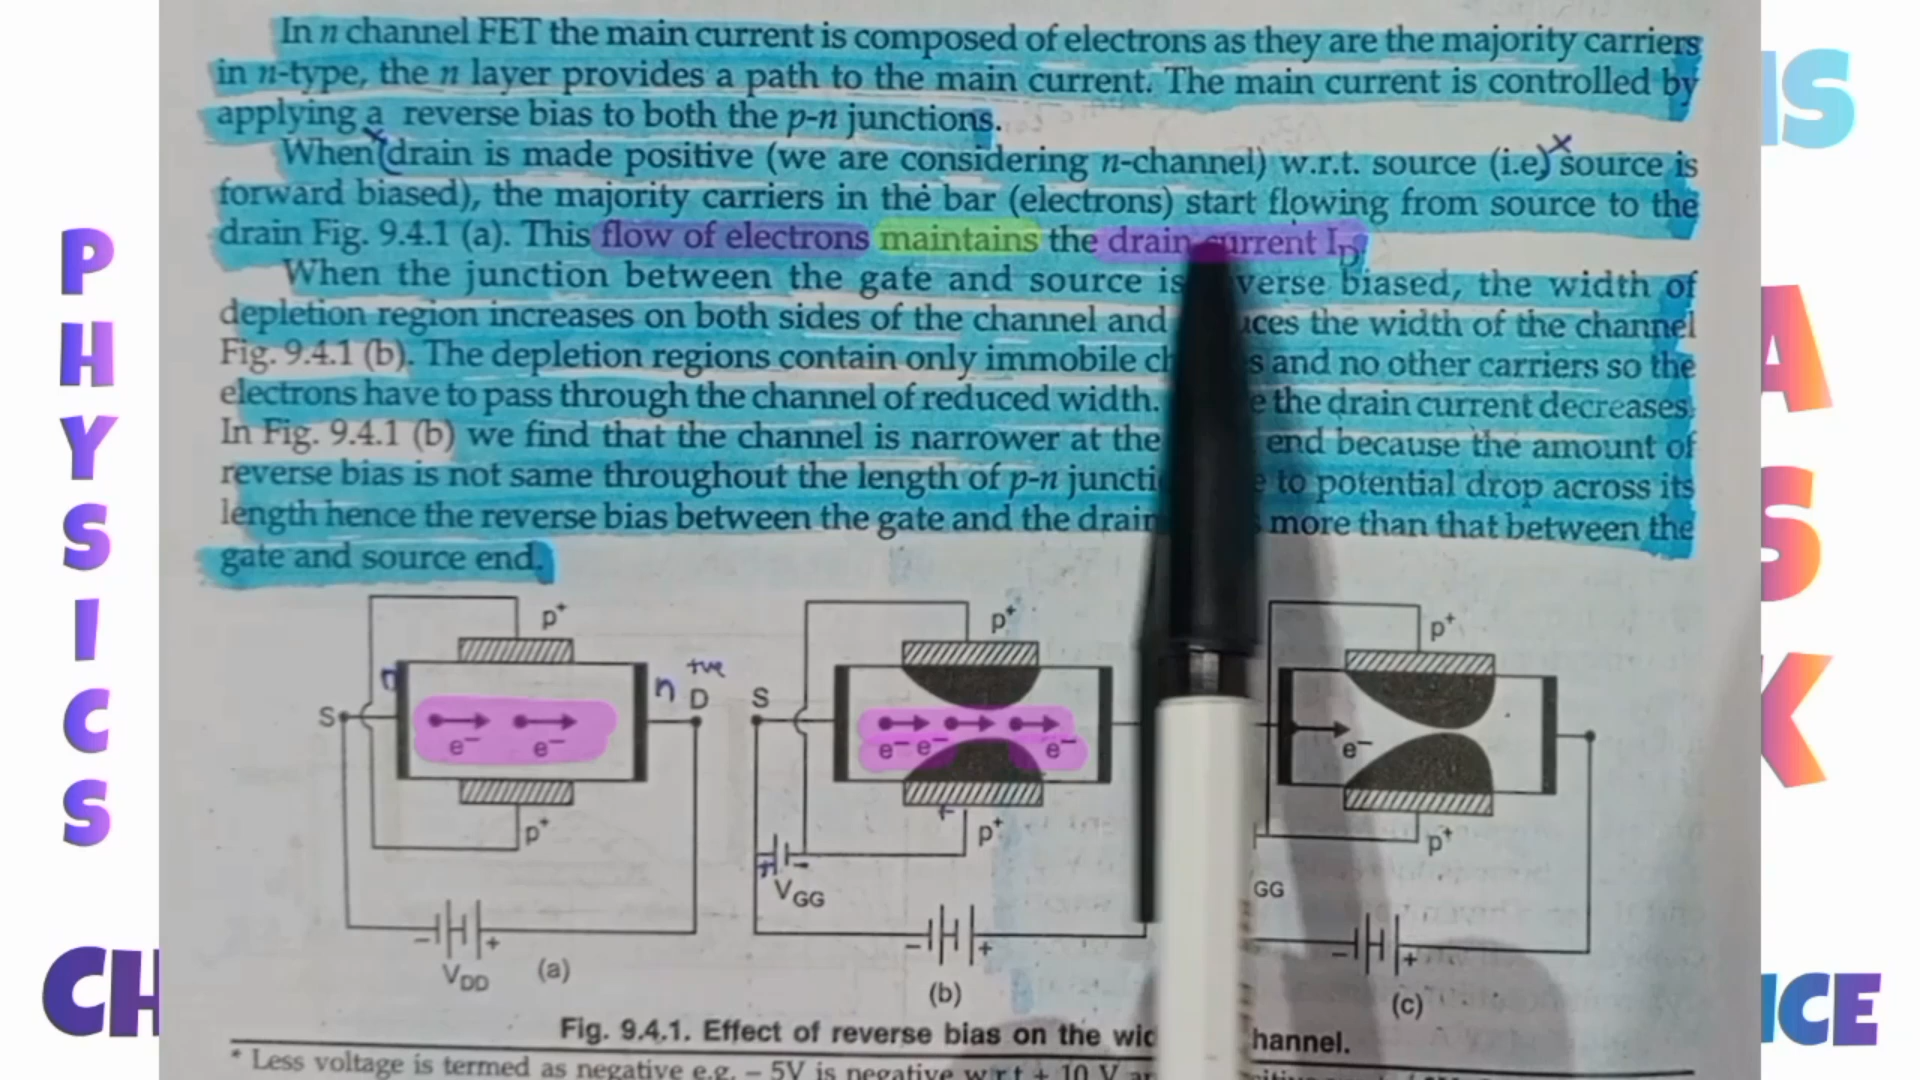 In n channel FET the main current is composed of electrons as they are the majority carriers
in n-type, the n layer provides a path to the main current. The main current is controlled by
applying a reverse bias to both the p-n junctions.
When (drain is made positive (we are considering n-channel) w.r.t. source (i.e) source is
forward biased), the majority carriers in the bar (electrons) start flowing from source to the
drain Fig. 9.4.1 (a). This flow of electrons maintains the drain current I_D
When the junction between the gate and source is verse biased, the width of
depletion region increases on both sides of the channel and uces the width of the channel
Fig. 9.4.1 (b). The depletion regions contain only immobile ch s and no other carriers so the
electrons have to pass through the channel of reduced width. e the drain current decreases.
In Fig. 9.4.1 (b) we find that the channel is narrower at the end because the amount of
reverse bias is not same throughout the length of p-n juncti e to potential drop across its
length hence the reverse bias between the gate and the drain more than that between the
gate and source end.
p+ p+ p+
n n +ve
S D S
e− e− e− e− e− e−
p+ p+ p+
+
V_GG GG
− + − + − +
V_DD (a) (b) (c)
Fig. 9.4.1. Effect of reverse bias on the wid hannel.
* Less voltage is termed as negative e.g. – 5V is negative w.r.t + 10 V
PHYSICS
CH
NS
ASK
NCE